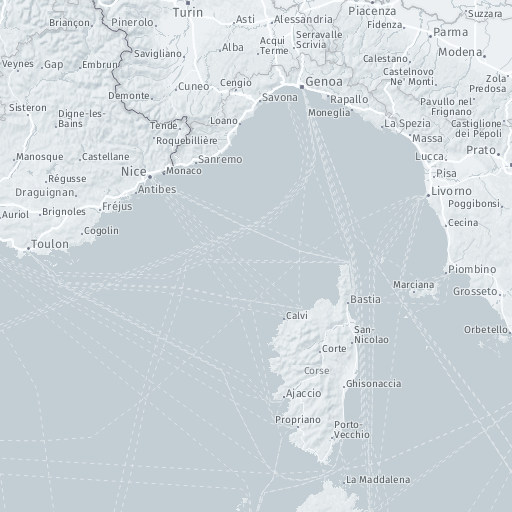 Turin
Asti
Alessandria
Piacenza
Suzzara
Briançon
Pinerolo
Fidenza
Parma
Savigliano
Alba
Acqui
Terme
Serravalle
Scrivia
Modena
Veynes
Gap
Embrun
Calestano
Cuneo
Cengio
Genoa
Castelnovo
Ne' Monti
Zola
Predosa
Demonte
Savona
Rapallo
Pavullo nel
Frignano
Sisteron
Digne-les-
Bains
Tende
Loano
Moneglia
La Spezia
Castiglione
dei Pepoli
Roquebillière
Massa
Manosque
Castellane
Sanremo
Lucca
Prato
Nice
Monaco
Pisa
Régusse
Draguignan
Antibes
Livorno
Poggibonsi
Auriol
Brignoles
Fréjus
Cecina
Cogolin
Toulon
Piombino
Marciana
Grosseto
Bastia
Calvi
San-
Nicolao
Orbetello
Corte
Corse
Ghisonaccia
Ajaccio
Propriano
Porto-
Vecchio
La Maddalena